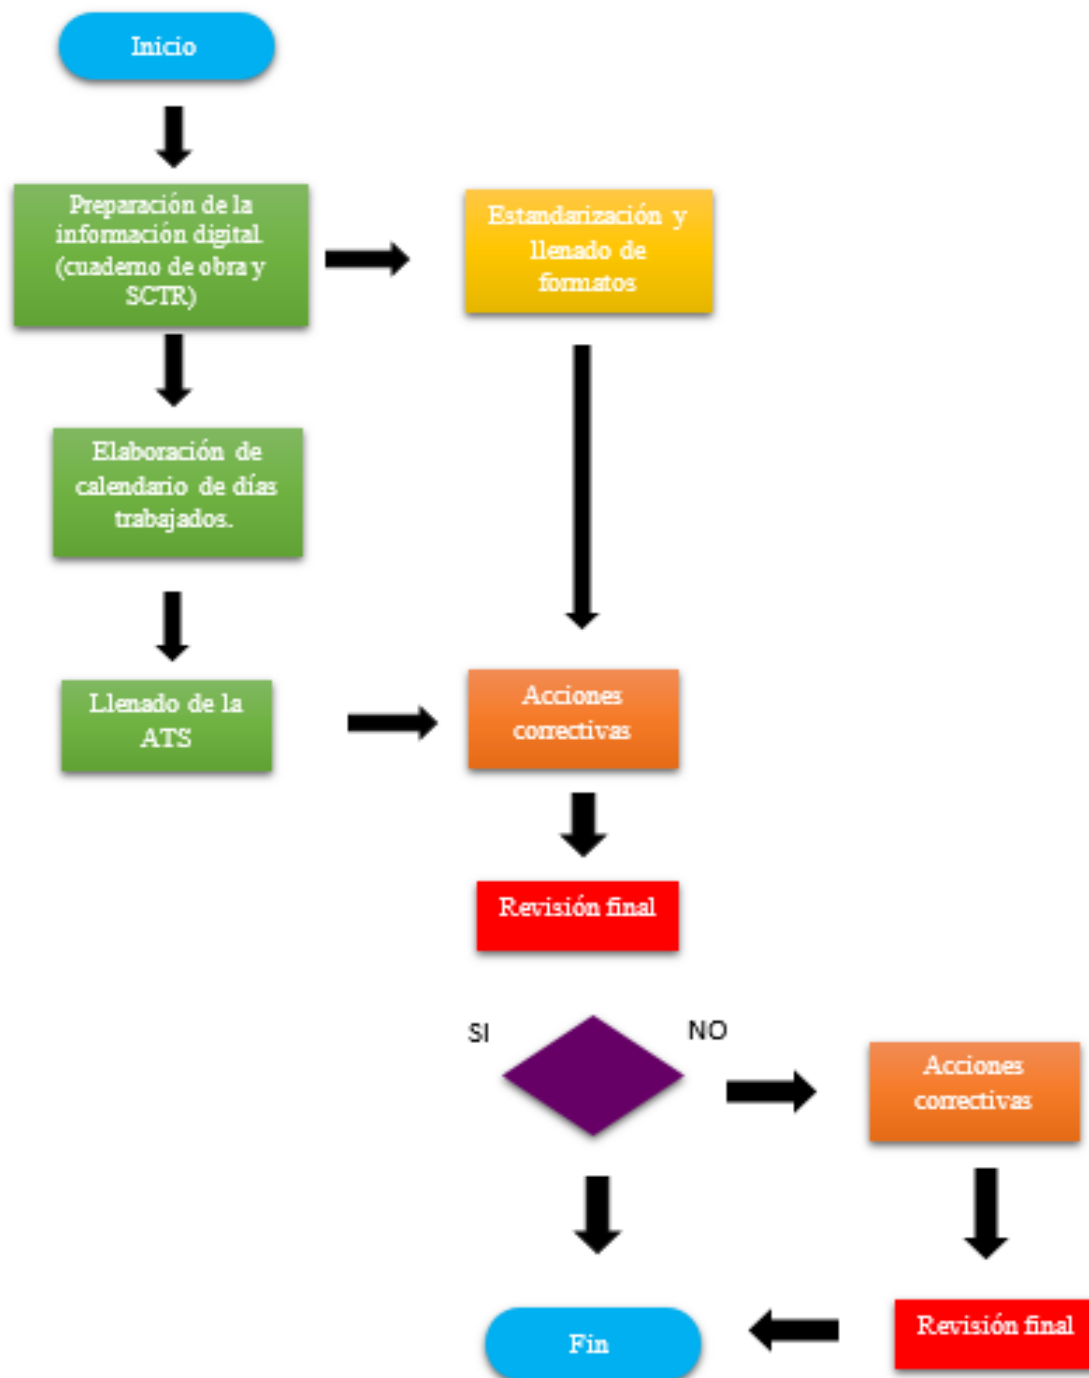 Inicio
Preparación de la
información digital.
(cuaderno de obra y
SCTR)
Estandarización y
llenado de
formatos
Elaboración de
calendario de días
trabajados.
Llenado de la
ATS
Acciones
correctivas
Revisión final
SI
NO
Acciones
correctivas
Fin
Revisión final